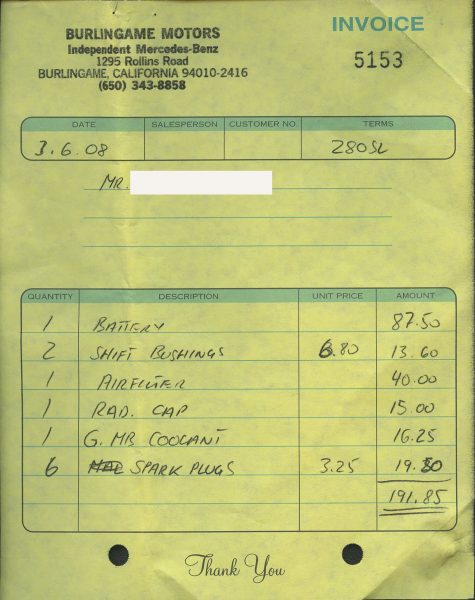 BURLINGAME MOTORS
INVOICE
Independent Mercedes-Benz
1295 Rollins Road
5153
BURLINGAME, CALIFORNIA 94010-2416
(650) 343-8858
DATE SALESPERSON CUSTOMER NO. TERMS
3.6.08 280SL
MR.
QUANTITY DESCRIPTION UNIT PRICE AMOUNT
1 BATTERY 87.50
2 SHIFT BUSHINGS 6.80 13.60
1 AIRFILTER 40.00
1 RAD. CAP 15.00
1 G. MB COOLANT 16.25
6 SPARK PLUGS 3.25 19.50
191.85
Thank You